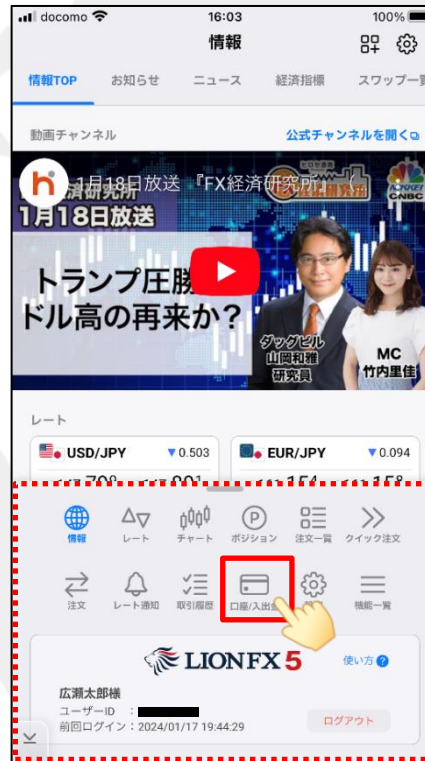 docomo 16:03 100%
情報
情報TOP お知らせ ニュース 経済指標 スワップ一覧
動画チャンネル 公式チャンネルを開く
1月18日放送 『FX経済研究所』
1月18日放送
CNBC
トランプ圧勝
ドル高の再来か?
ダッグビル
山岡和雅
研究員
MC
竹内里佳
レート
USD/JPY ▼0.503 EUR/JPY ▼0.094
情報 レート チャート ポジション 注文一覧 クイック注文
注文 レート通知 取引履歴 口座/入出金 機能一覧
LION FX 5 使い方 ?
広瀬太郎様
ユーザーID :
前回ログイン:2024/01/17 19:44:29 ログアウト